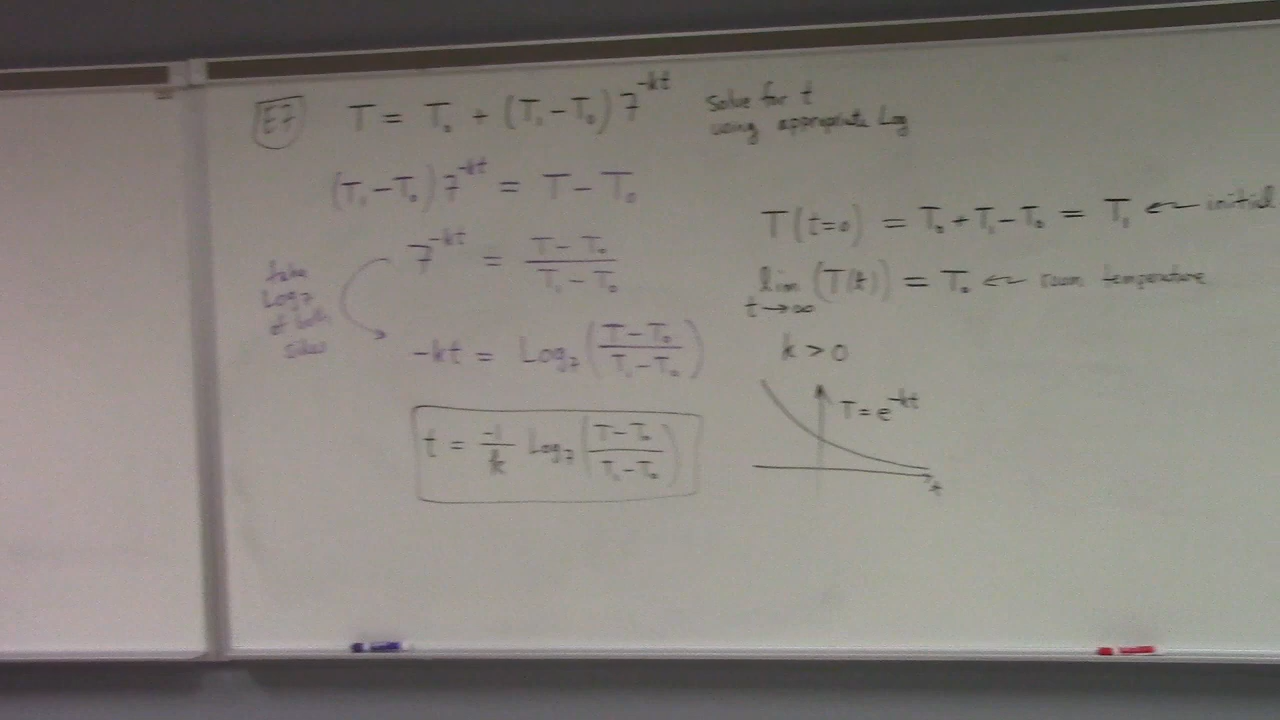 E7 T = T₀ + (T₁ - T₀) 7^-kt Solve for t
using appropriate Log
(T₁ - T₀) 7^-kt = T - T₀
7^-kt = (T - T₀)/(T₁ - T₀)
take
Log₇
of both
sides
-kt = Log₇ ((T - T₀)/(T₁ - T₀))
t = -1/k Log₇ ((T - T₀)/(T₁ - T₀))
T(t=0) = T₀ + T₁ - T₀ = T₁ ← initial
lim t→∞ (T(t)) = T₀ ← room temperature
k > 0
T = e^-kt
t